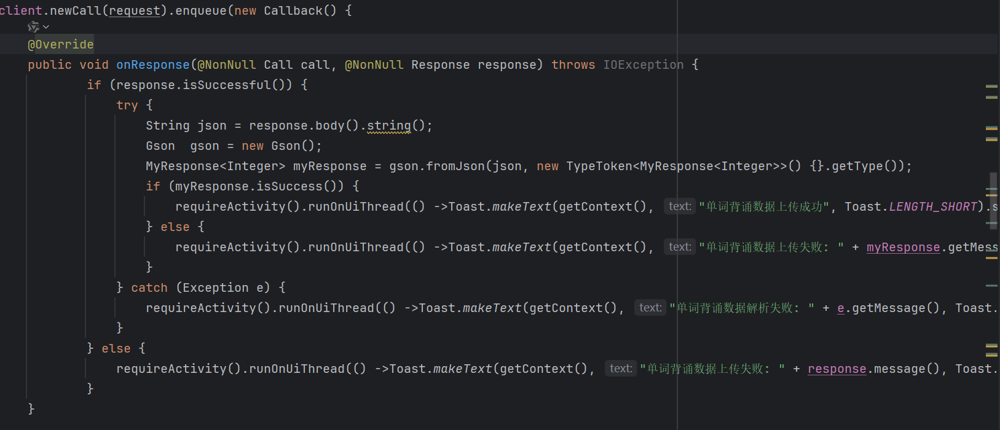 client.newCall(request).enqueue(new Callback() {
@Override
public void onResponse(@NonNull Call call, @NonNull Response response) throws IOException {
if (response.isSuccessful()) {
try {
String json = response.body().string();
Gson  gson = new Gson();
MyResponse<Integer> myResponse = gson.fromJson(json, new TypeToken<MyResponse<Integer>>() {}.getType());
if (myResponse.isSuccess()) {
requireActivity().runOnUiThread(() ->Toast.makeText(getContext(), text: "单词背诵数据上传成功", Toast.LENGTH_SHORT).s
} else {
requireActivity().runOnUiThread(() ->Toast.makeText(getContext(), text: "单词背诵数据上传失败: " + myResponse.getMess
}
} catch (Exception e) {
requireActivity().runOnUiThread(() ->Toast.makeText(getContext(), text: "单词背诵数据解析失败: " + e.getMessage(), Toast.
}
} else {
requireActivity().runOnUiThread(() ->Toast.makeText(getContext(), text: "单词背诵数据上传失败: " + response.message(), Toast.
}
}